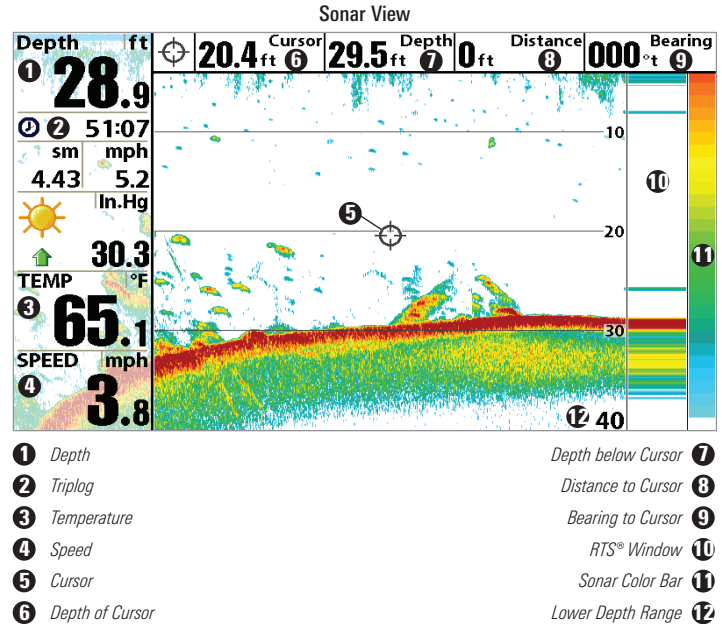 Sonar View
Depth ft
1 28.9
2 51:07
sm mph
4.43 5.2
In.Hg
30.3
TEMP °F
3 65.1
SPEED mph
4 3.8
20.4 ft Cursor 6
29.5 ft Depth 7
0 ft Distance 8
000 °t Bearing 9
10
10
5
20
11
30
12 40
1 Depth
2 Triplog
3 Temperature
4 Speed
5 Cursor
6 Depth of Cursor
Depth below Cursor 7
Distance to Cursor 8
Bearing to Cursor 9
RTS® Window 10
Sonar Color Bar 11
Lower Depth Range 12